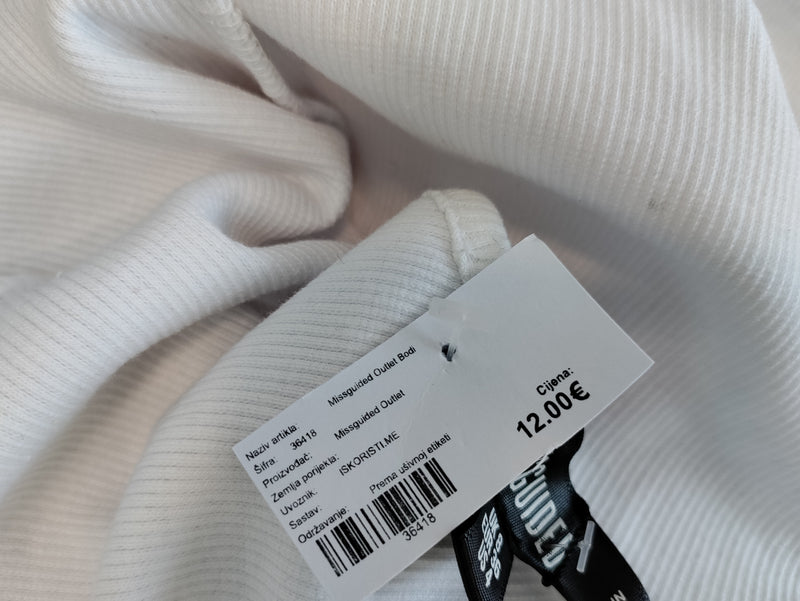 Naziv artikla: Missguided Outlet Bodi
Šifra: 36418
Proizvođač: Missguided Outlet
Zemlja porijekla:
Uvoznik: ISKORISTI.ME
Sastav:
Održavanje: Prema ušivnoj etiketi
36418
Cijena:
12.00€
GUIDED